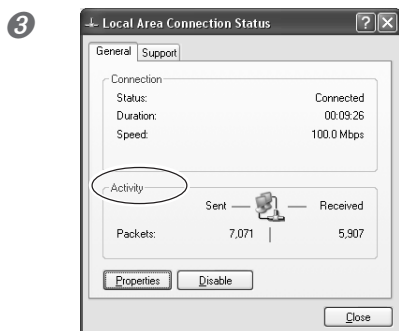 3
Local Area Connection Status
General Support
Connection
Status: Connected
Duration: 00:09:26
Speed: 100.0 Mbps
Activity
Sent Received
Packets: 7,071 5,907
Properties Disable
Close